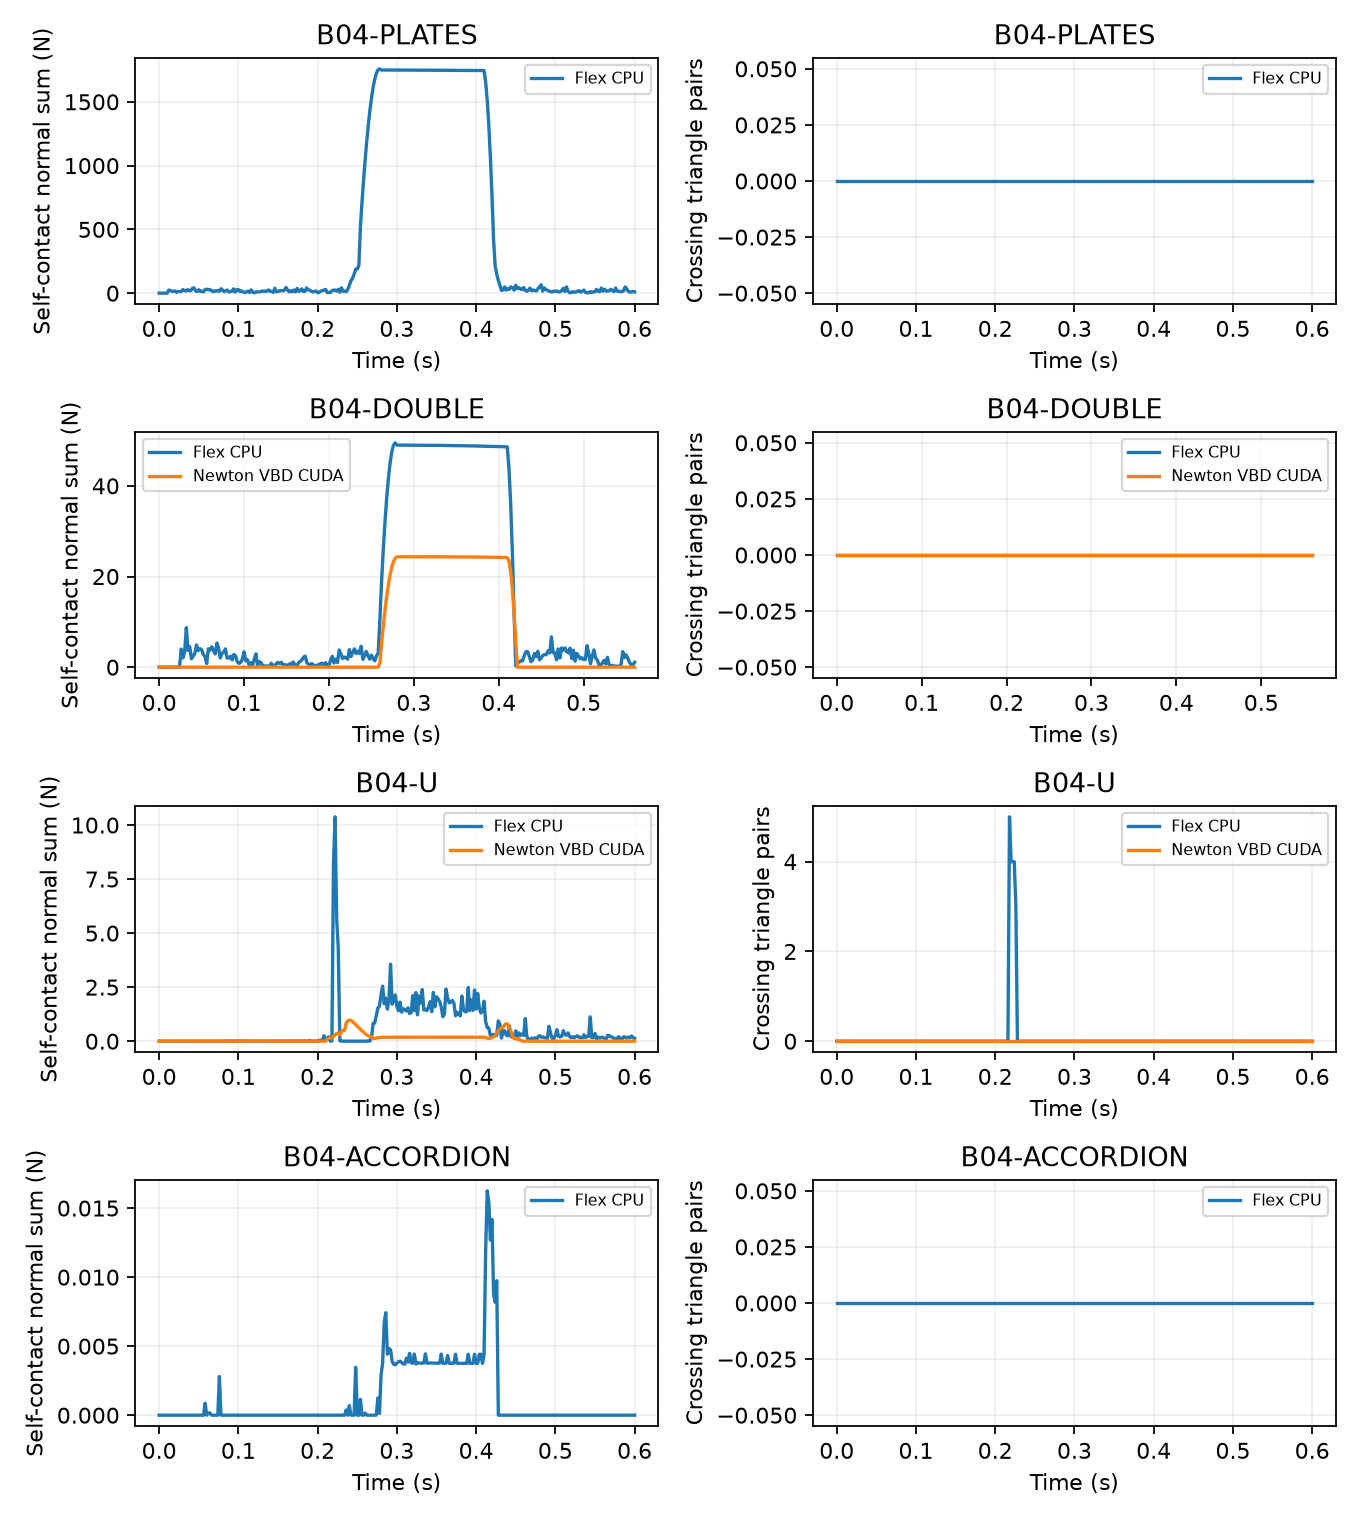 B04-PLATES
Self-contact normal sum (N)
1500
1000
500
0
Flex CPU
0.0 0.1 0.2 0.3 0.4 0.5 0.6
Time (s)
B04-PLATES
Crossing triangle pairs
0.050
0.025
0.000
−0.025
−0.050
Flex CPU
0.0 0.1 0.2 0.3 0.4 0.5 0.6
Time (s)
B04-DOUBLE
Self-contact normal sum (N)
40
20
0
Flex CPU
Newton VBD CUDA
0.0 0.1 0.2 0.3 0.4 0.5
Time (s)
B04-DOUBLE
Crossing triangle pairs
0.050
0.025
0.000
−0.025
−0.050
Flex CPU
Newton VBD CUDA
0.0 0.1 0.2 0.3 0.4 0.5
Time (s)
B04-U
Self-contact normal sum (N)
10.0
7.5
5.0
2.5
0.0
Flex CPU
Newton VBD CUDA
0.0 0.1 0.2 0.3 0.4 0.5 0.6
Time (s)
B04-U
Crossing triangle pairs
4
2
0
Flex CPU
Newton VBD CUDA
0.0 0.1 0.2 0.3 0.4 0.5 0.6
Time (s)
B04-ACCORDION
Self-contact normal sum (N)
0.015
0.010
0.005
0.000
Flex CPU
0.0 0.1 0.2 0.3 0.4 0.5 0.6
Time (s)
B04-ACCORDION
Crossing triangle pairs
0.050
0.025
0.000
−0.025
−0.050
Flex CPU
0.0 0.1 0.2 0.3 0.4 0.5 0.6
Time (s)